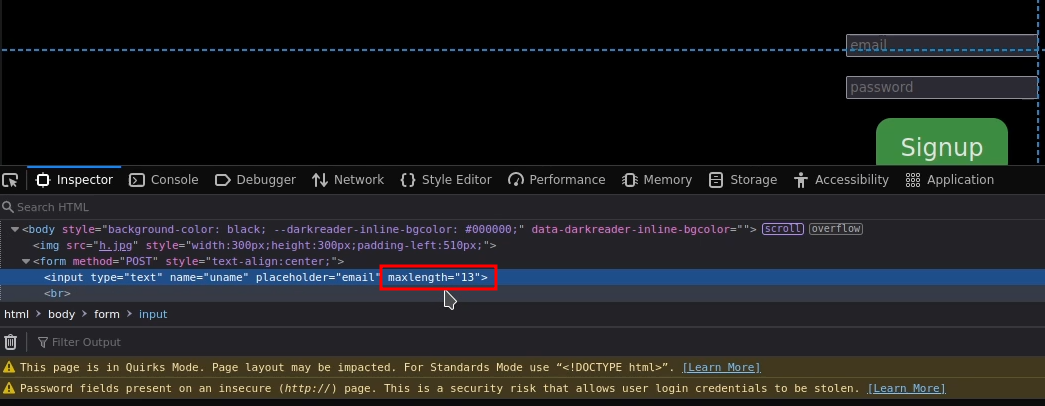 email
password
Signup
Inspector Console Debugger Network Style Editor Performance Memory Storage Accessibility Application
Search HTML
<body style="background-color: black; --darkreader-inline-bgcolor: #000000;" data-darkreader-inline-bgcolor=""> scroll overflow
<img src="h.jpg" style="width:300px;height:300px;padding-left:510px;">
<form method="POST" style="text-align:center;">
<input type="text" name="uname" placeholder="email" maxlength="13">
<br>
html > body > form > input
Filter Output
This page is in Quirks Mode. Page layout may be impacted. For Standards Mode use “<!DOCTYPE html>”. [Learn More]
Password fields present on an insecure (http://) page. This is a security risk that allows user login credentials to be stolen. [Learn More]